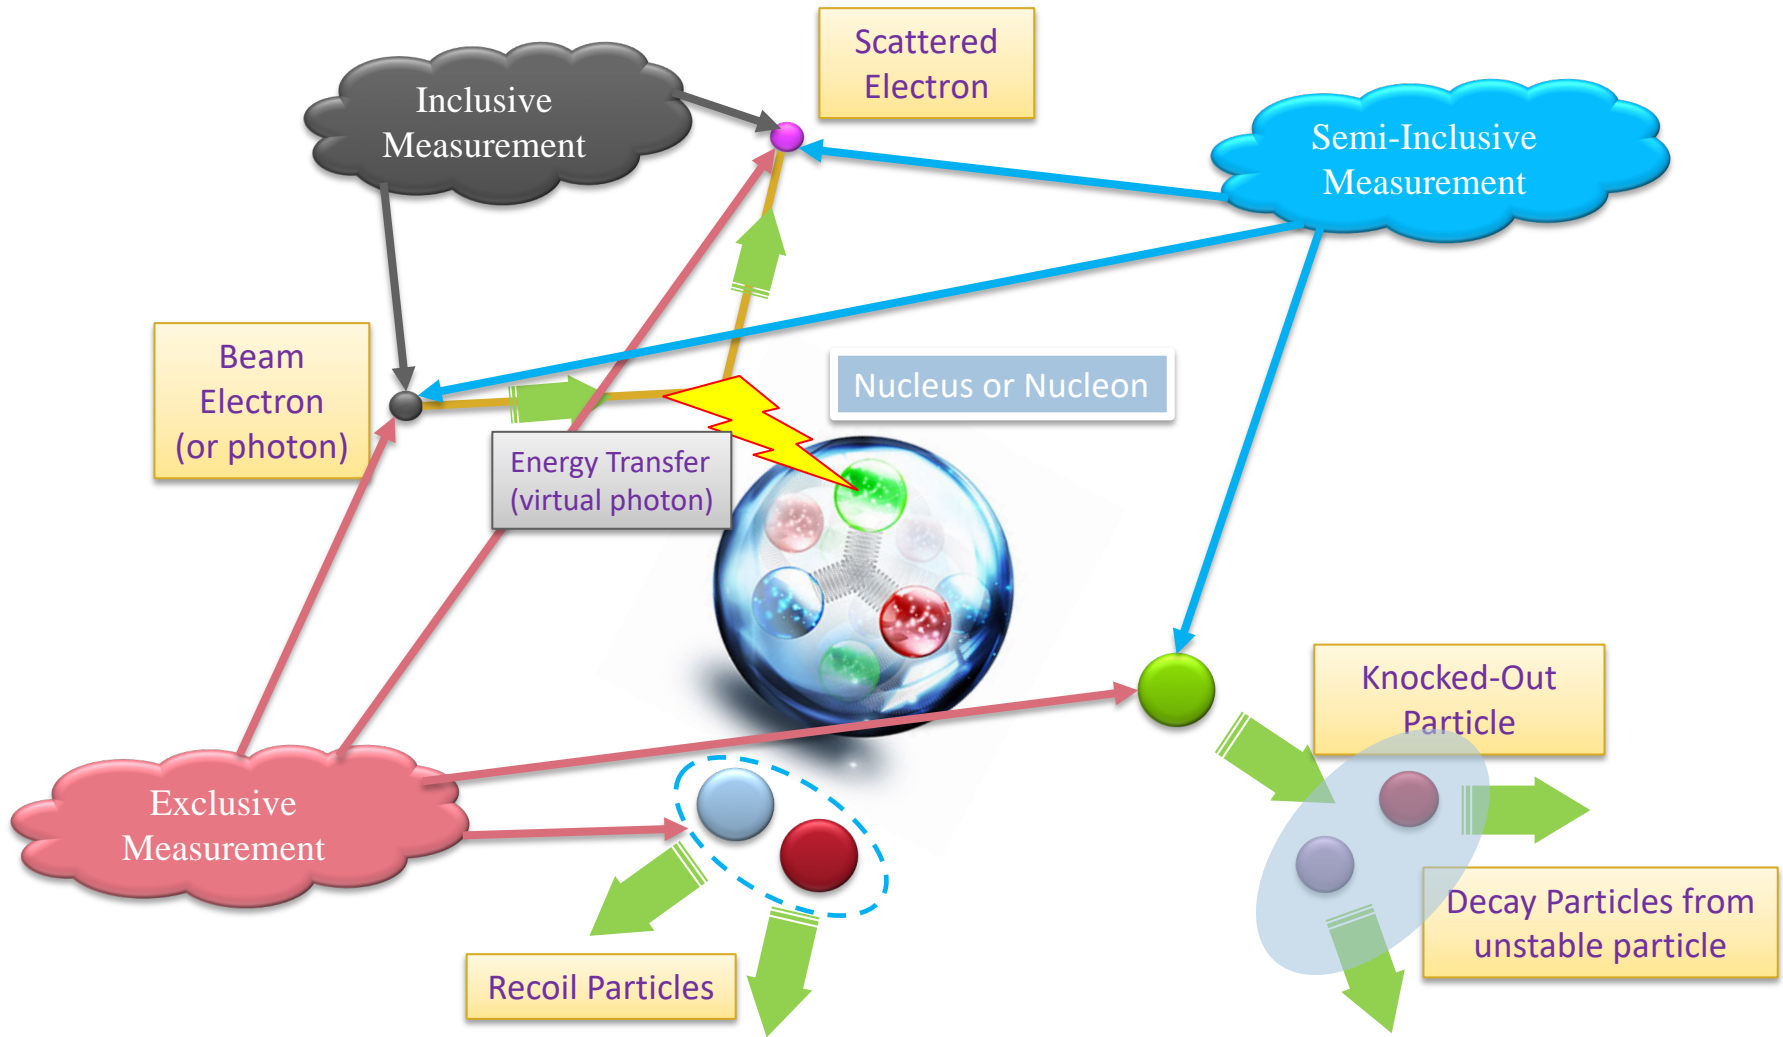 Scattered
Electron
Inclusive
Measurement
Semi-Inclusive
Measurement
Beam
Electron
(or photon)
Nucleus or Nucleon
Energy Transfer
(virtual photon)
Knocked-Out
Particle
Exclusive
Measurement
Decay Particles from
unstable particle
Recoil Particles